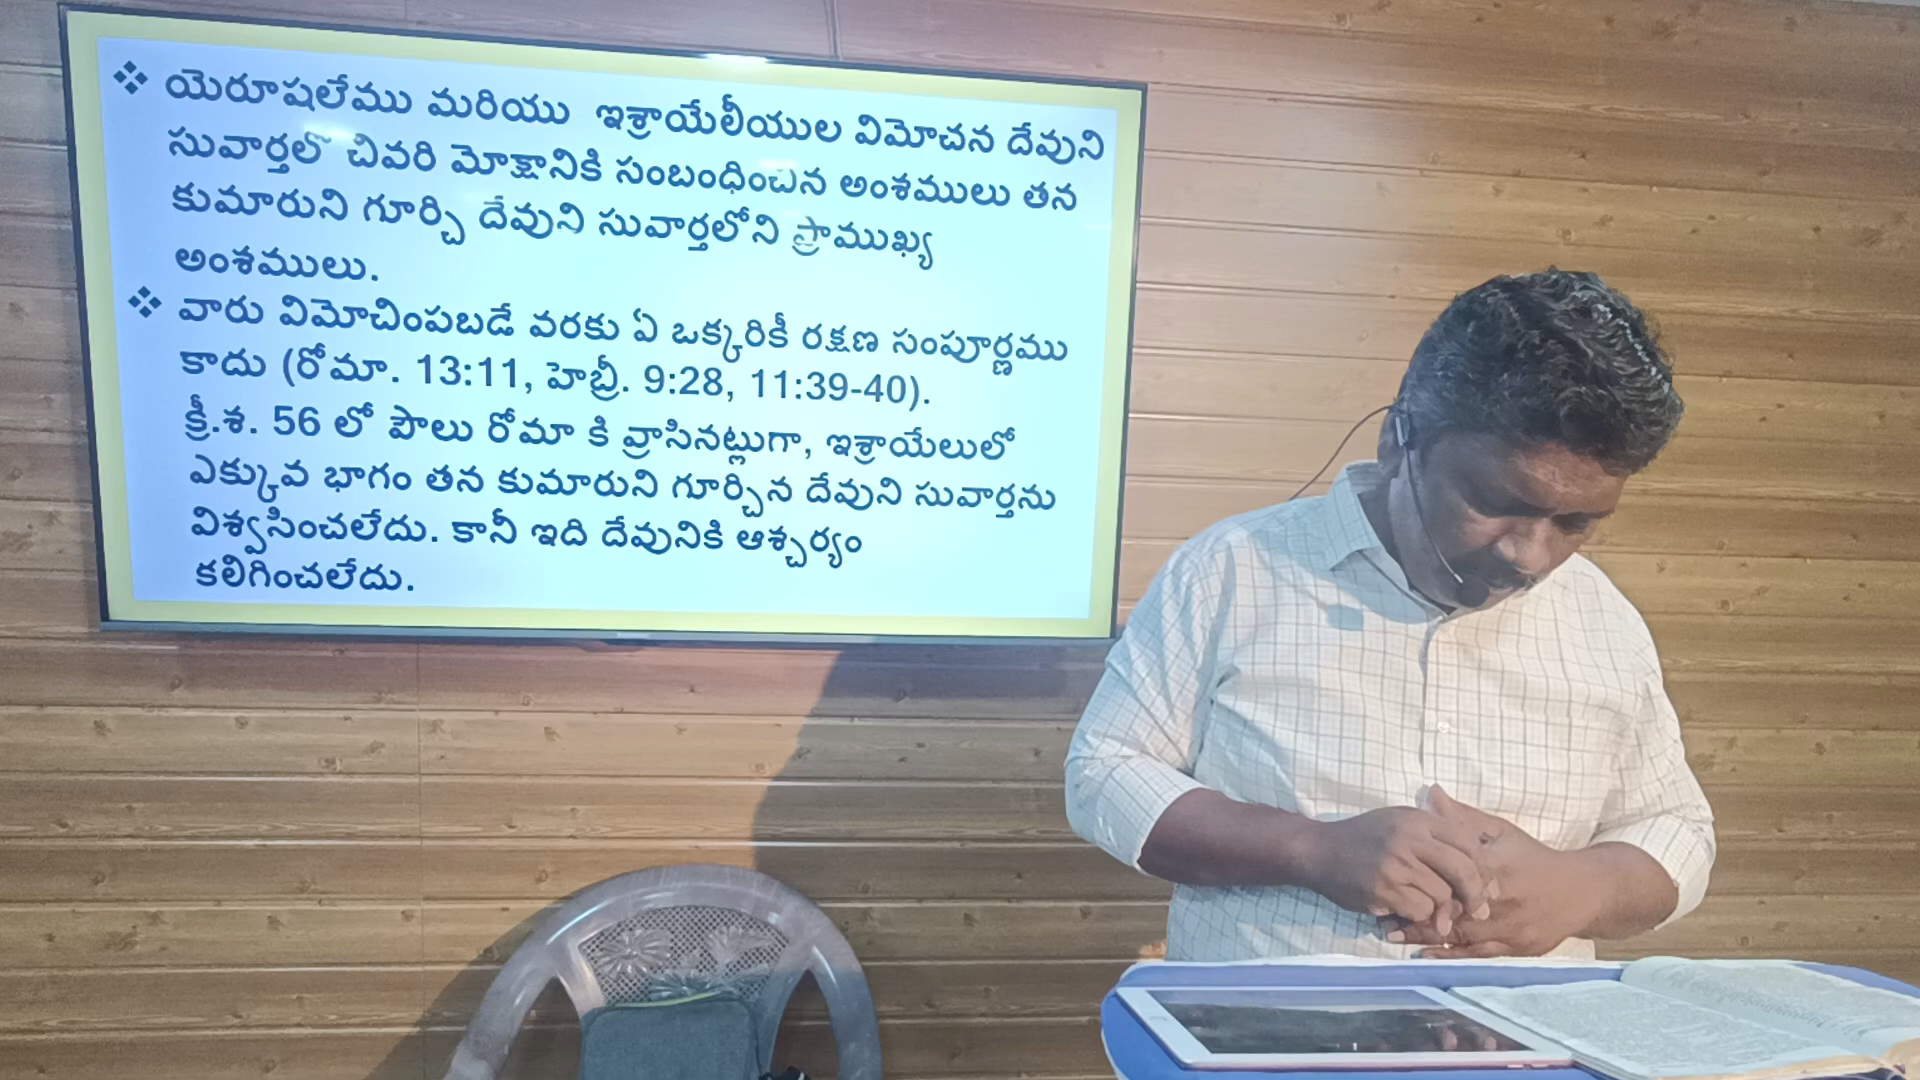 ❖ యెరూషలేము మరియు ఇశ్రాయేలీయుల విమోచన దేవుని
సువార్తలో చివరి మోక్షానికి సంబంధించిన అంశములు తన
కుమారుని గూర్చి దేవుని సువార్తలోని ప్రాముఖ్య
అంశములు.
❖ వారు విమోచింపబడే వరకు ఏ ఒక్కరికీ రక్షణ సంపూర్ణము
కాదు (రోమా. 13:11, హెబ్రీ. 9:28, 11:39-40).
క్రీ.శ. 56 లో పౌలు రోమా కి వ్రాసినట్లుగా, ఇశ్రాయేలులో
ఎక్కువ భాగం తన కుమారుని గూర్చిన దేవుని సువార్తను
విశ్వసించలేదు. కానీ ఇది దేవునికి ఆశ్చర్యం
కలిగించలేదు.